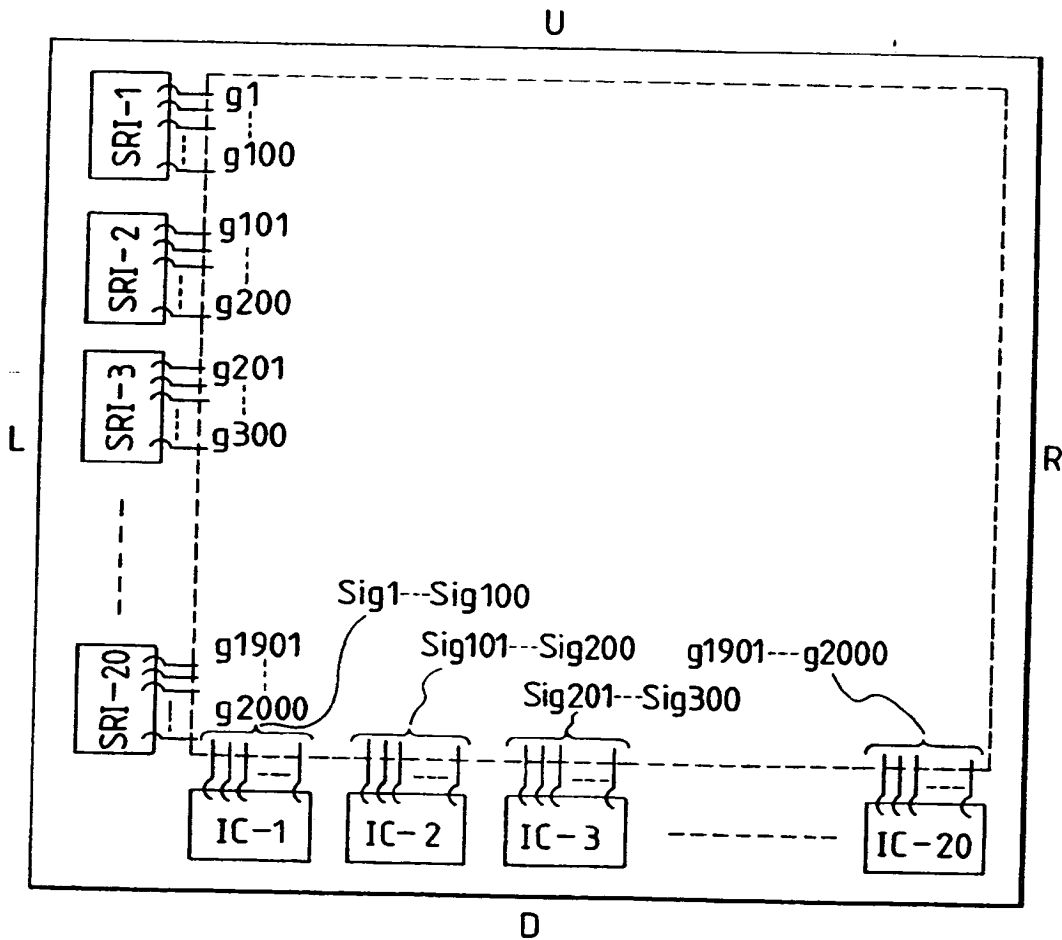 U
SRI-1
g1
g100
SRI-2
g101
g200
SRI-3
g201
g300
L
R
Sig1---Sig100
SRI-20
g1901
g2000
Sig101---Sig200
g1901---g2000
Sig201---Sig300
IC-1
IC-2
IC-3
IC-20
D